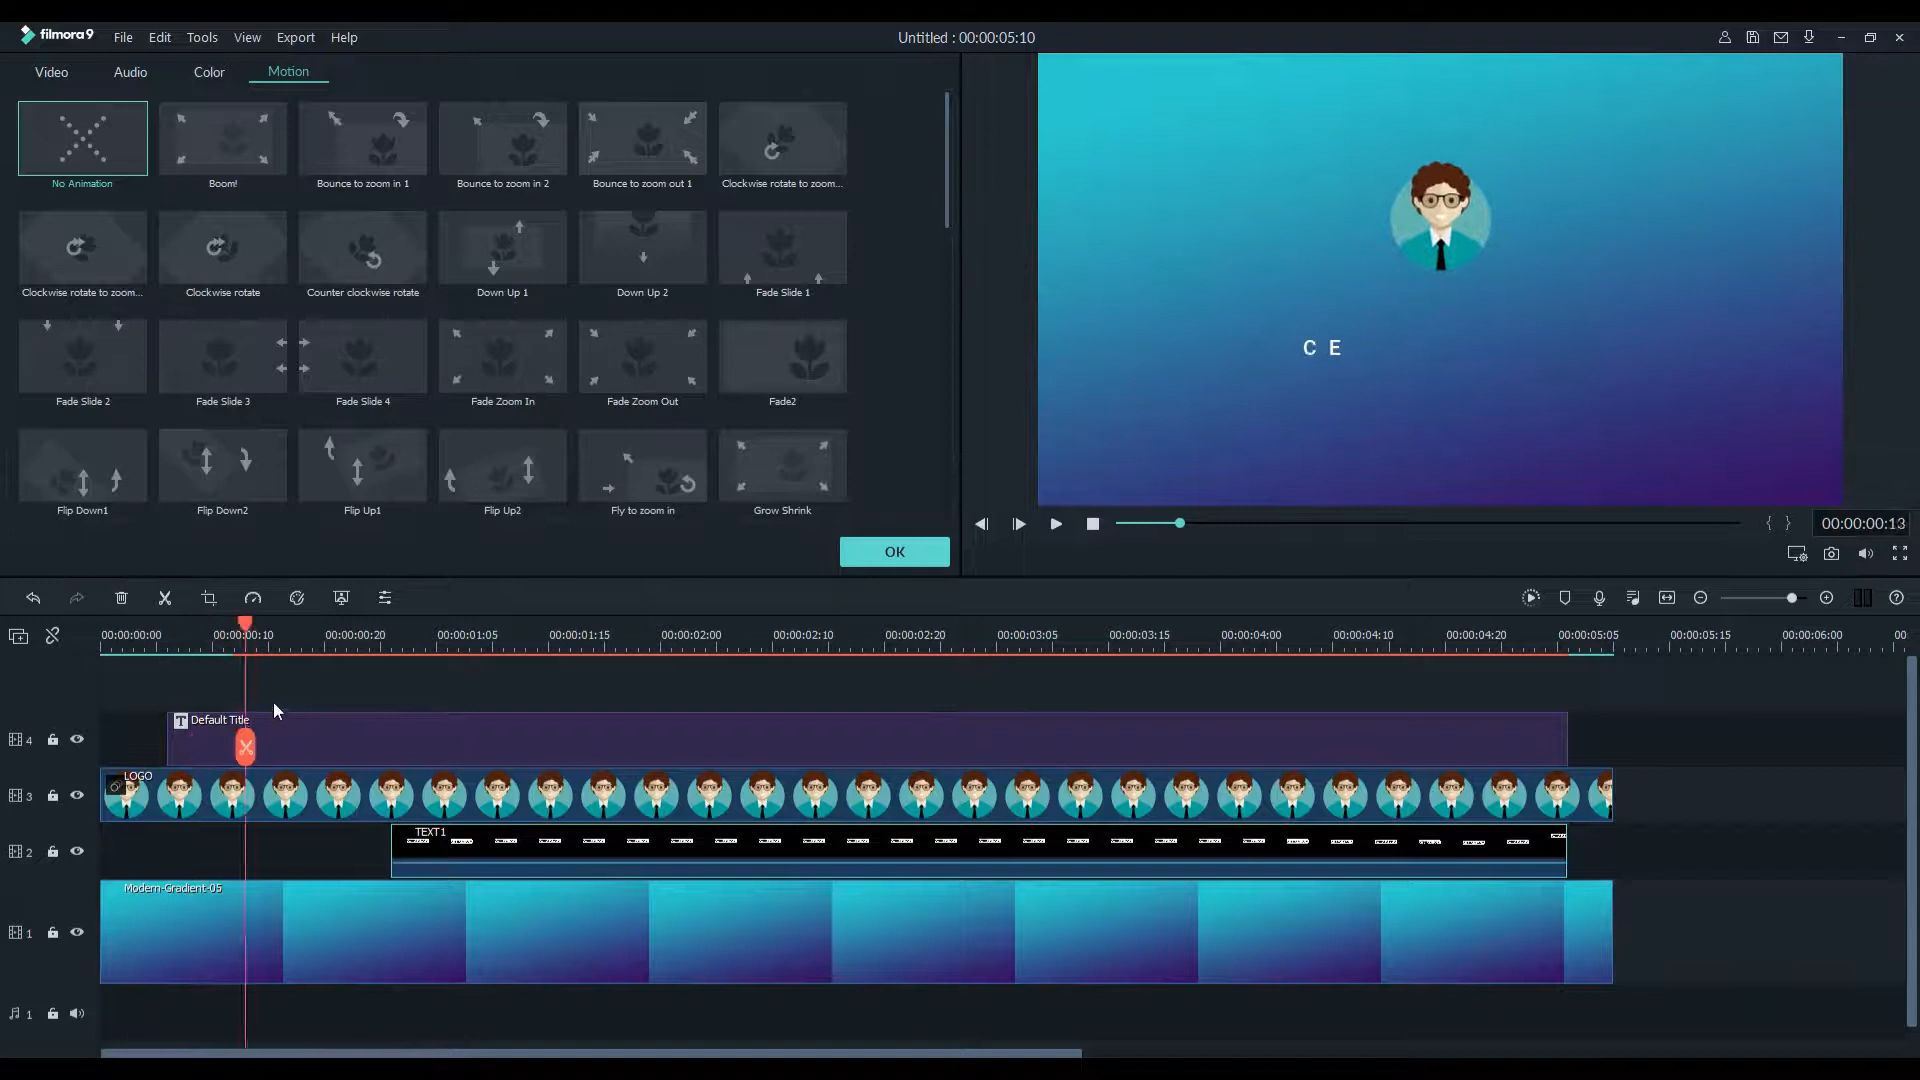 filmora9 File Edit Tools View Export Help Untitled : 00:00:05:10
Video Audio Color Motion
No Animation Boom! Bounce to zoom in 1 Bounce to zoom in 2 Bounce to zoom out 1 Clockwise rotate to zoom...
Clockwise rotate to zoom... Clockwise rotate Counter clockwise rotate Down Up 1 Down Up 2 Fade Slide 1
Fade Slide 2 Fade Slide 3 Fade Slide 4 Fade Zoom In Fade Zoom Out Fade2
Flip Down1 Flip Down2 Flip Up1 Flip Up2 Fly to zoom in Grow Shrink
OK
C E
{ } 00:00:00:13
00:00:00:00 00:00:00:10 00:00:00:20 00:00:01:05 00:00:01:15 00:00:02:00 00:00:02:10 00:00:02:20 00:00:03:05 00:00:03:15 00:00:04:00 00:00:04:10 00:00:04:20 00:00:05:05 00:00:05:15 00:00:06:00 00
4 T Default Title
3 LOGO
2 TEXT1
1 Modern-Gradient-05
1